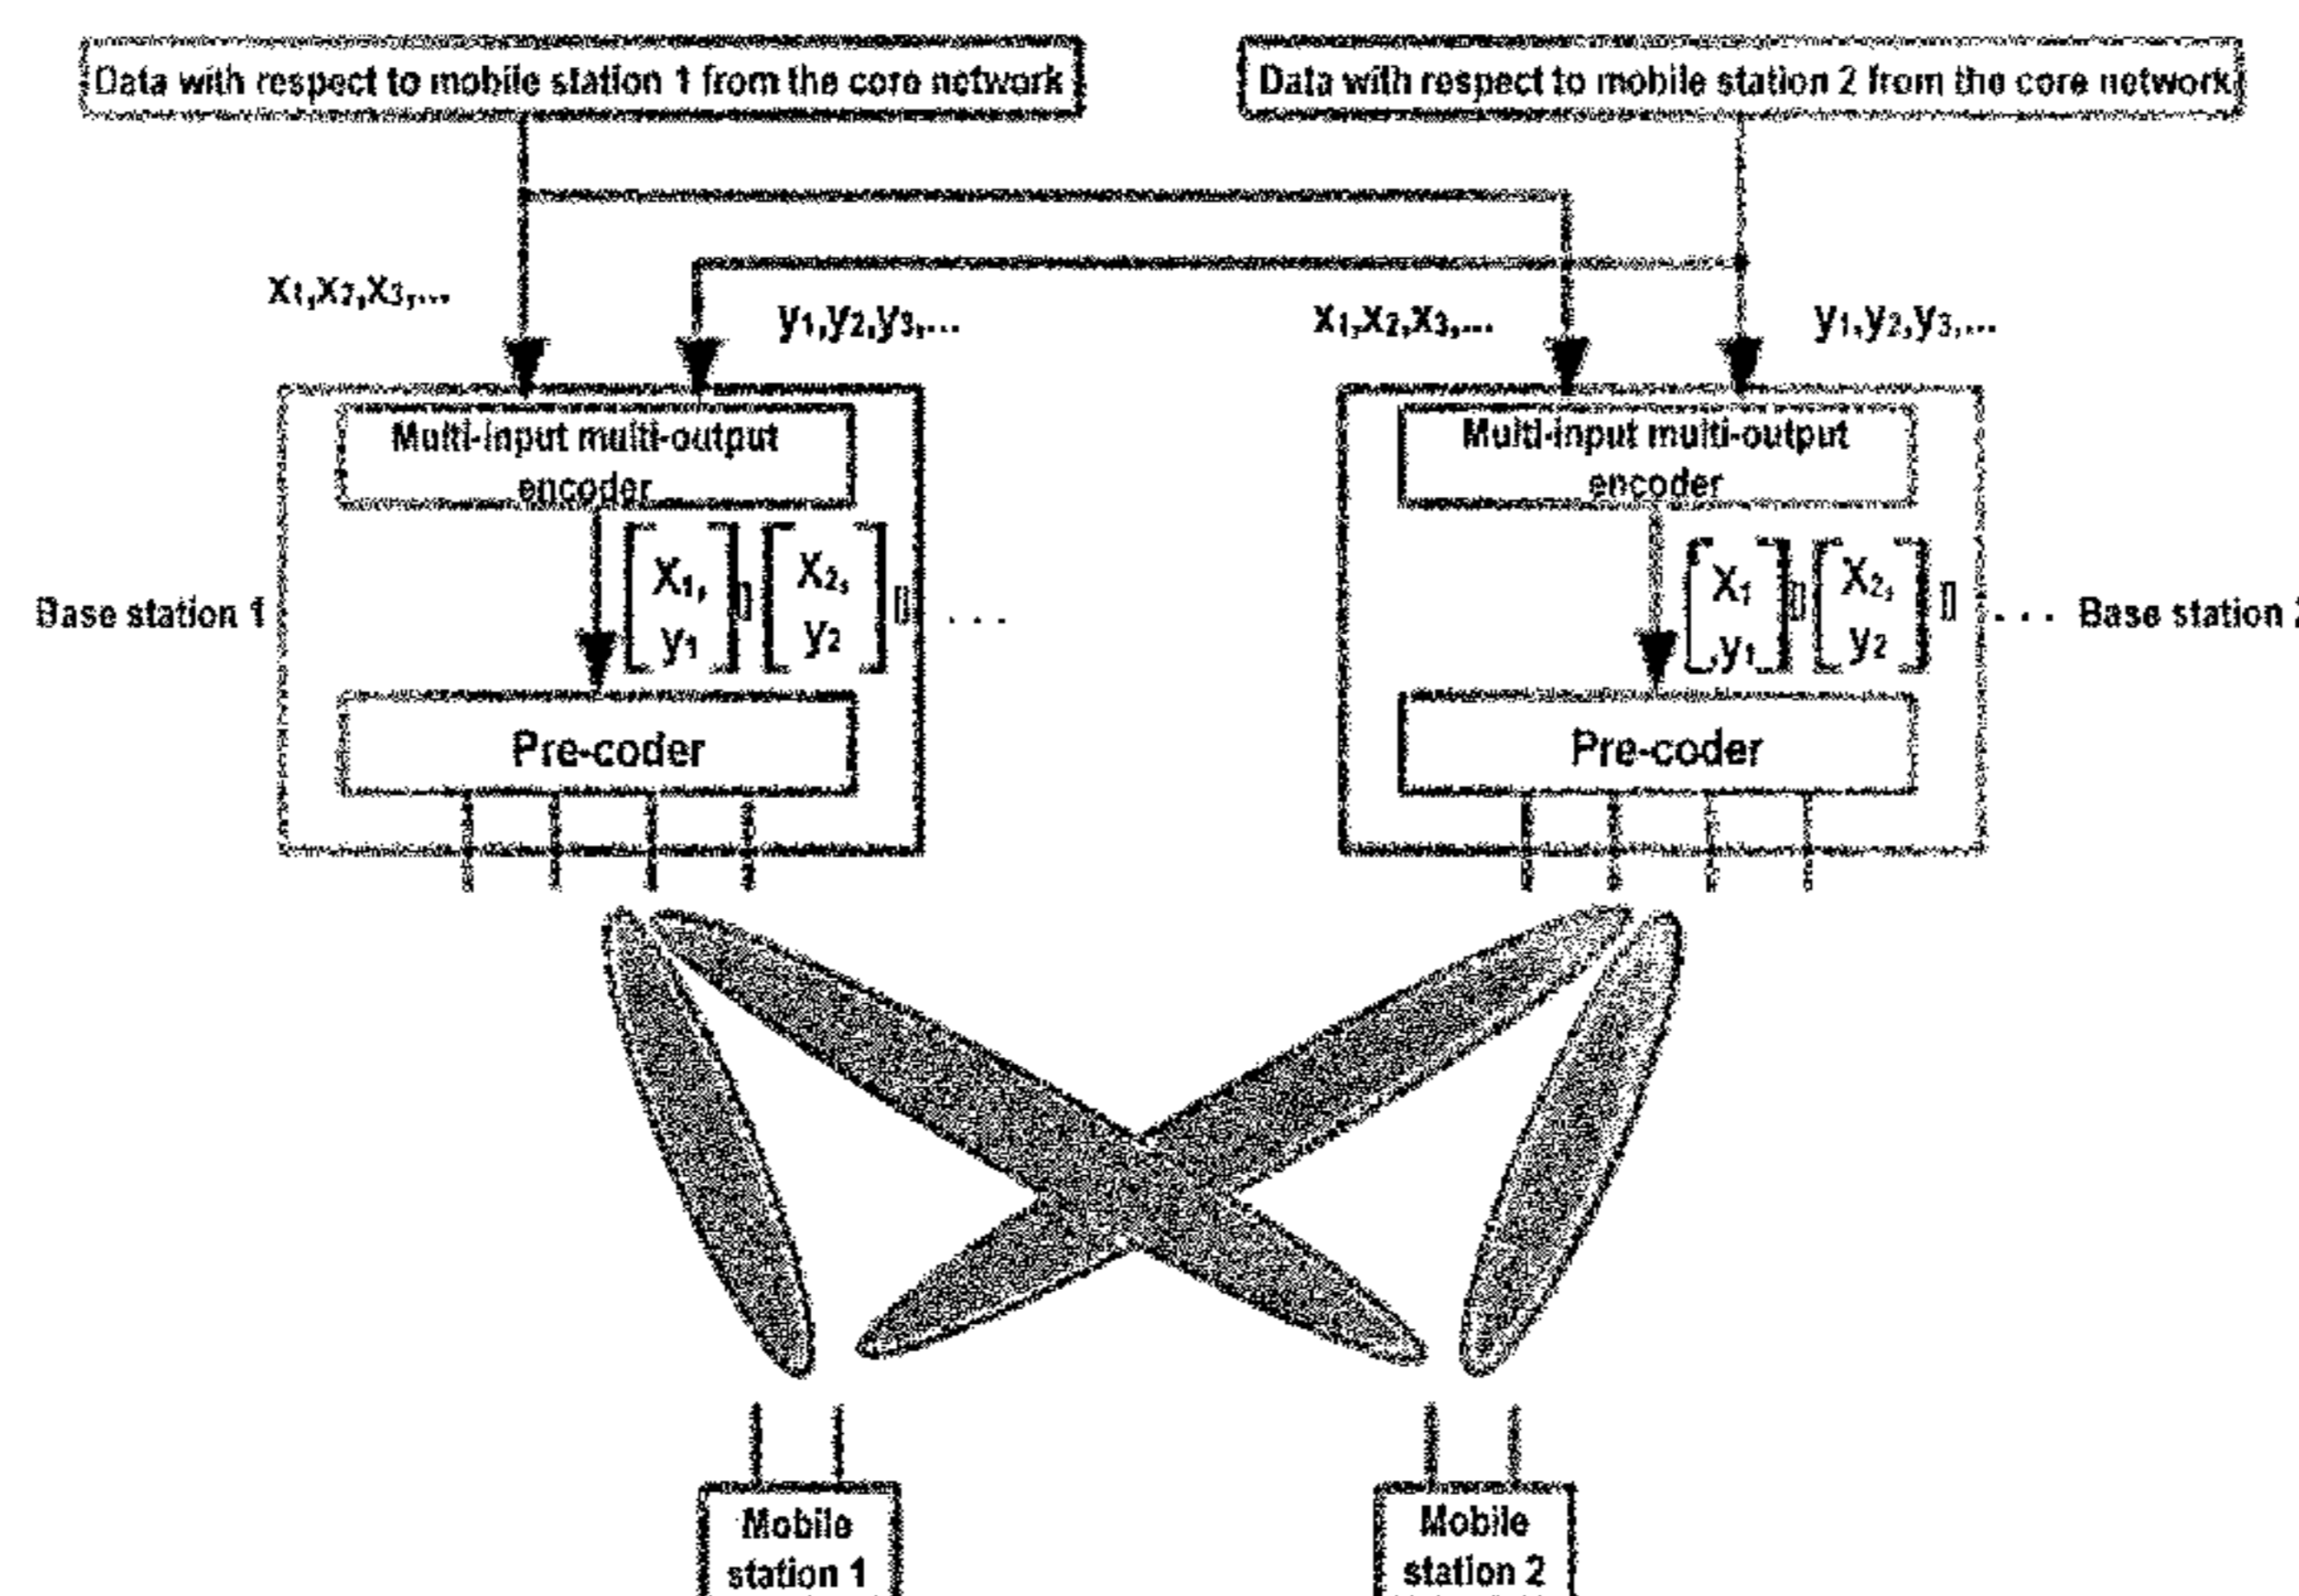 Data with respect to mobile station 1 from the core network
Data with respect to mobile station 2 from the core network
x1,x2,x3,...
y1,y2,y3,...
x1,x2,x3,...
y1,y2,y3,...
Multi-input multi-output
encoder
Multi-input multi-output
encoder
X1, X2, ...
y1 y2
X1 X2, ...
,y1 y2
Base station 1
Base station
Pre-coder
Pre-coder
Mobile
station 1
Mobile
station 2